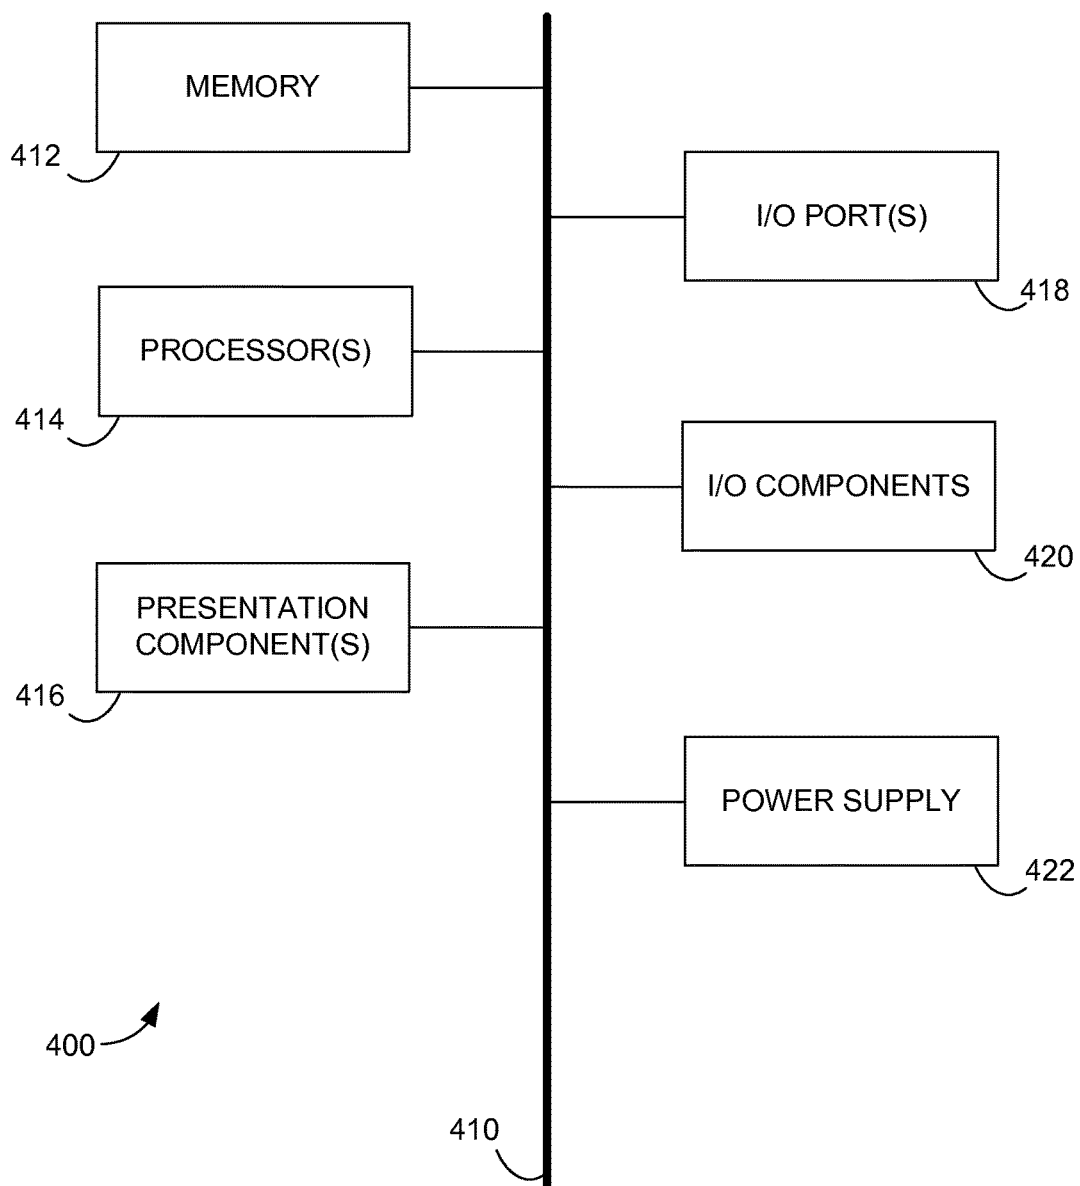 MEMORY
412
I/O PORT(S)
418
PROCESSOR(S)
414
I/O COMPONENTS
420
PRESENTATION
COMPONENT(S)
416
POWER SUPPLY
422
400
410